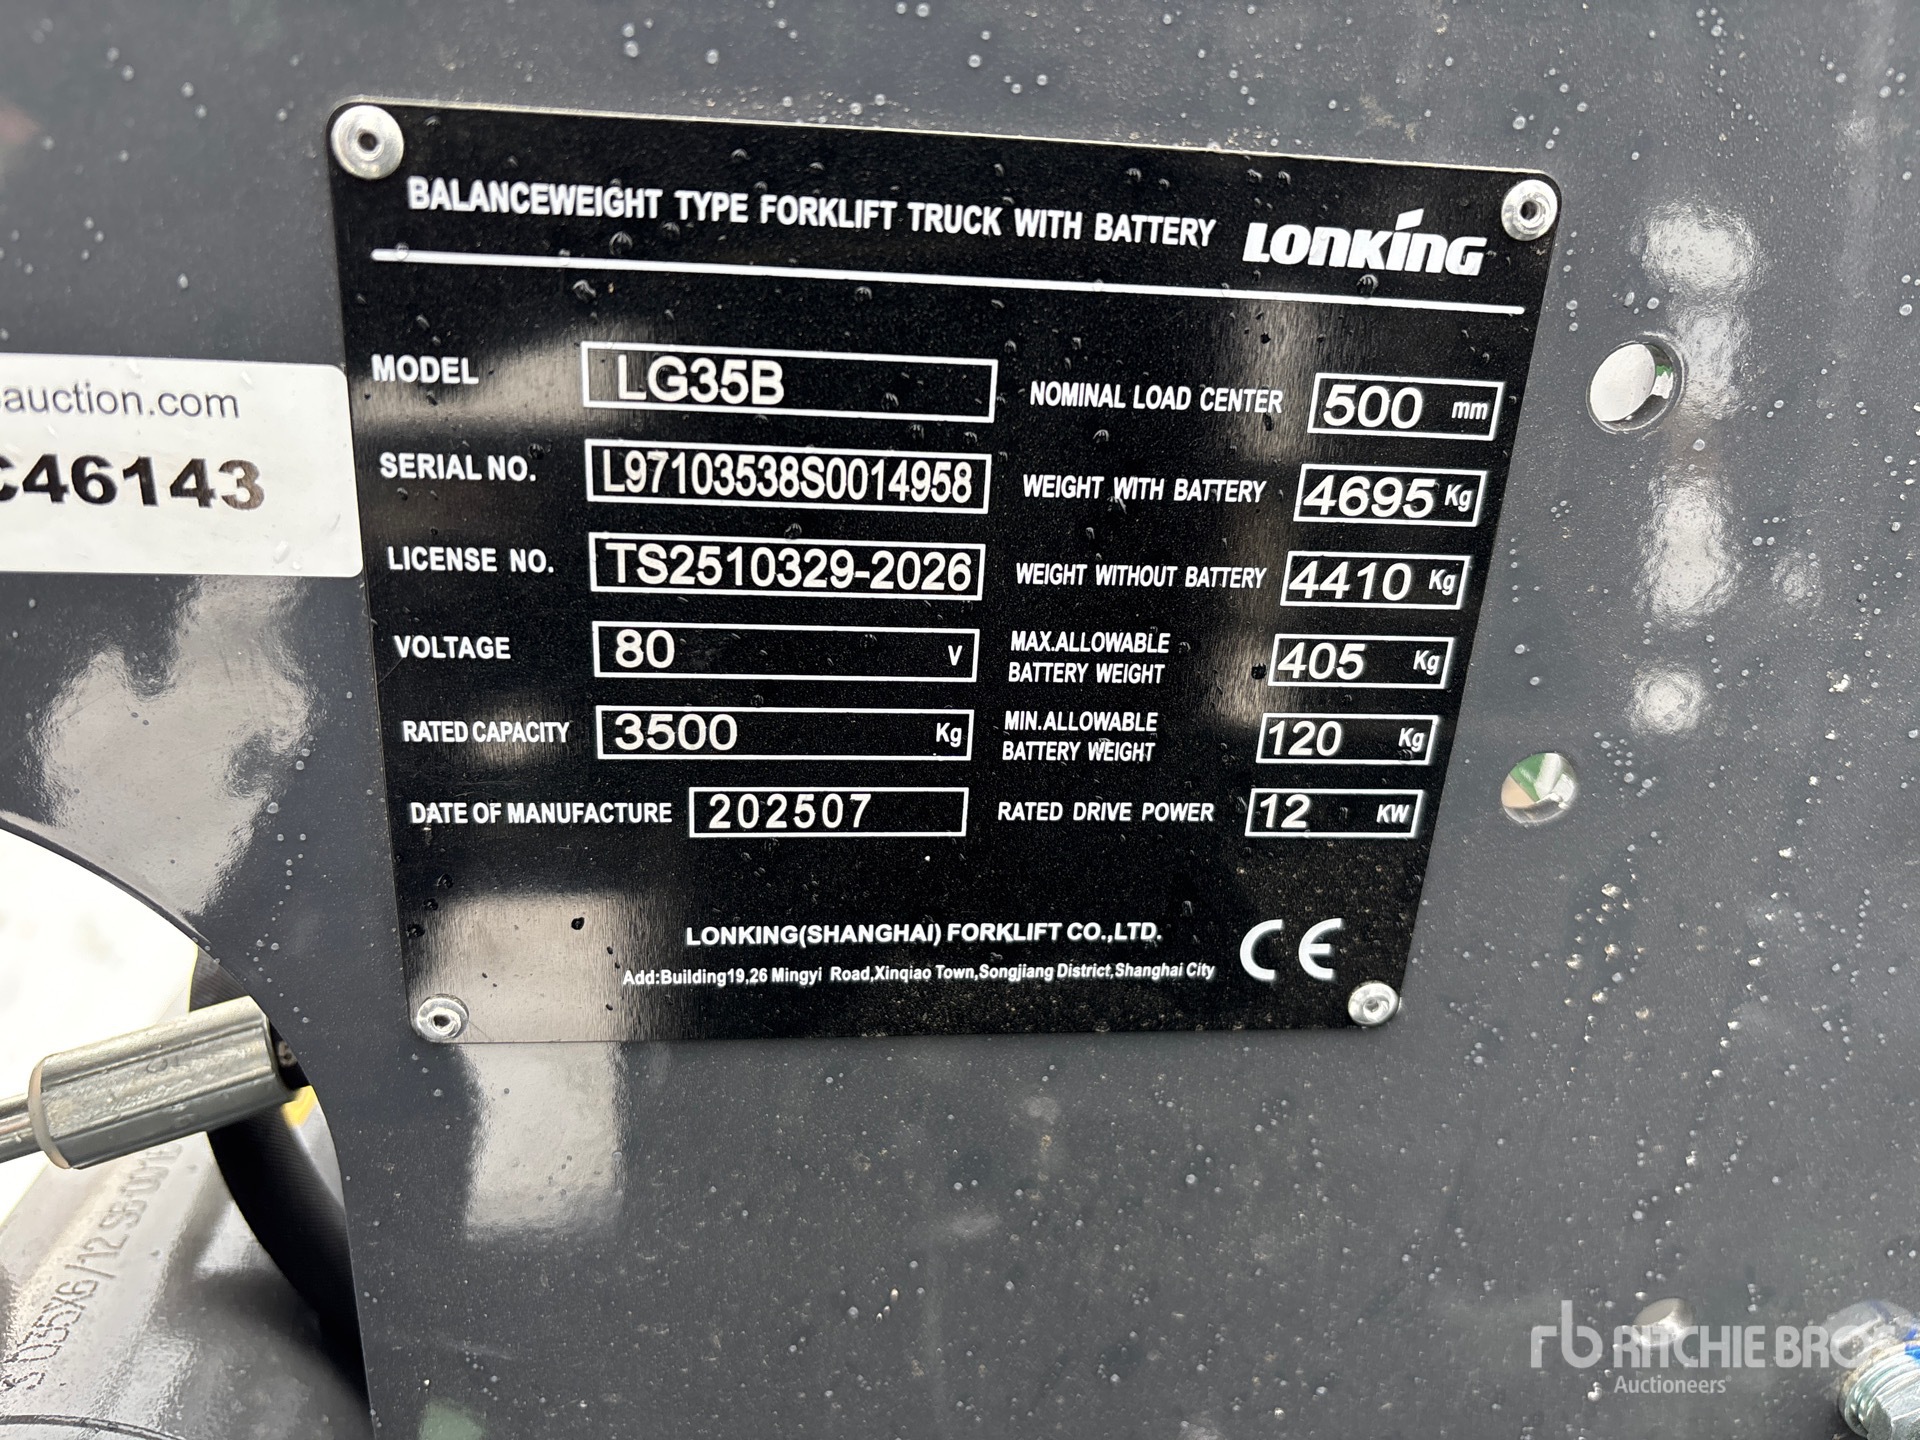 BALANCEWEIGHT TYPE FORKLIFT TRUCK WITH BATTERY LONKING
MODEL LG35B
NOMINAL LOAD CENTER 500 mm
SERIAL NO. L97103538S0014958
WEIGHT WITH BATTERY 4695 Kg
LICENSE NO. TS2510329-2026
WEIGHT WITHOUT BATTERY 4410 Kg
VOLTAGE 80 V
MAX.ALLOWABLE
BATTERY WEIGHT 405 Kg
RATED CAPACITY 3500 Kg
MIN.ALLOWABLE
BATTERY WEIGHT 120 Kg
DATE OF MANUFACTURE 202507
RATED DRIVE POWER 12 KW
LONKING(SHANGHAI) FORKLIFT CO.,LTD.
Add:Building19,26 Mingyi Road,Xinqiao Town,Songjiang District,Shanghai City
CE
auction.com
C46143
rb RITCHIE BRO
Auctioneers